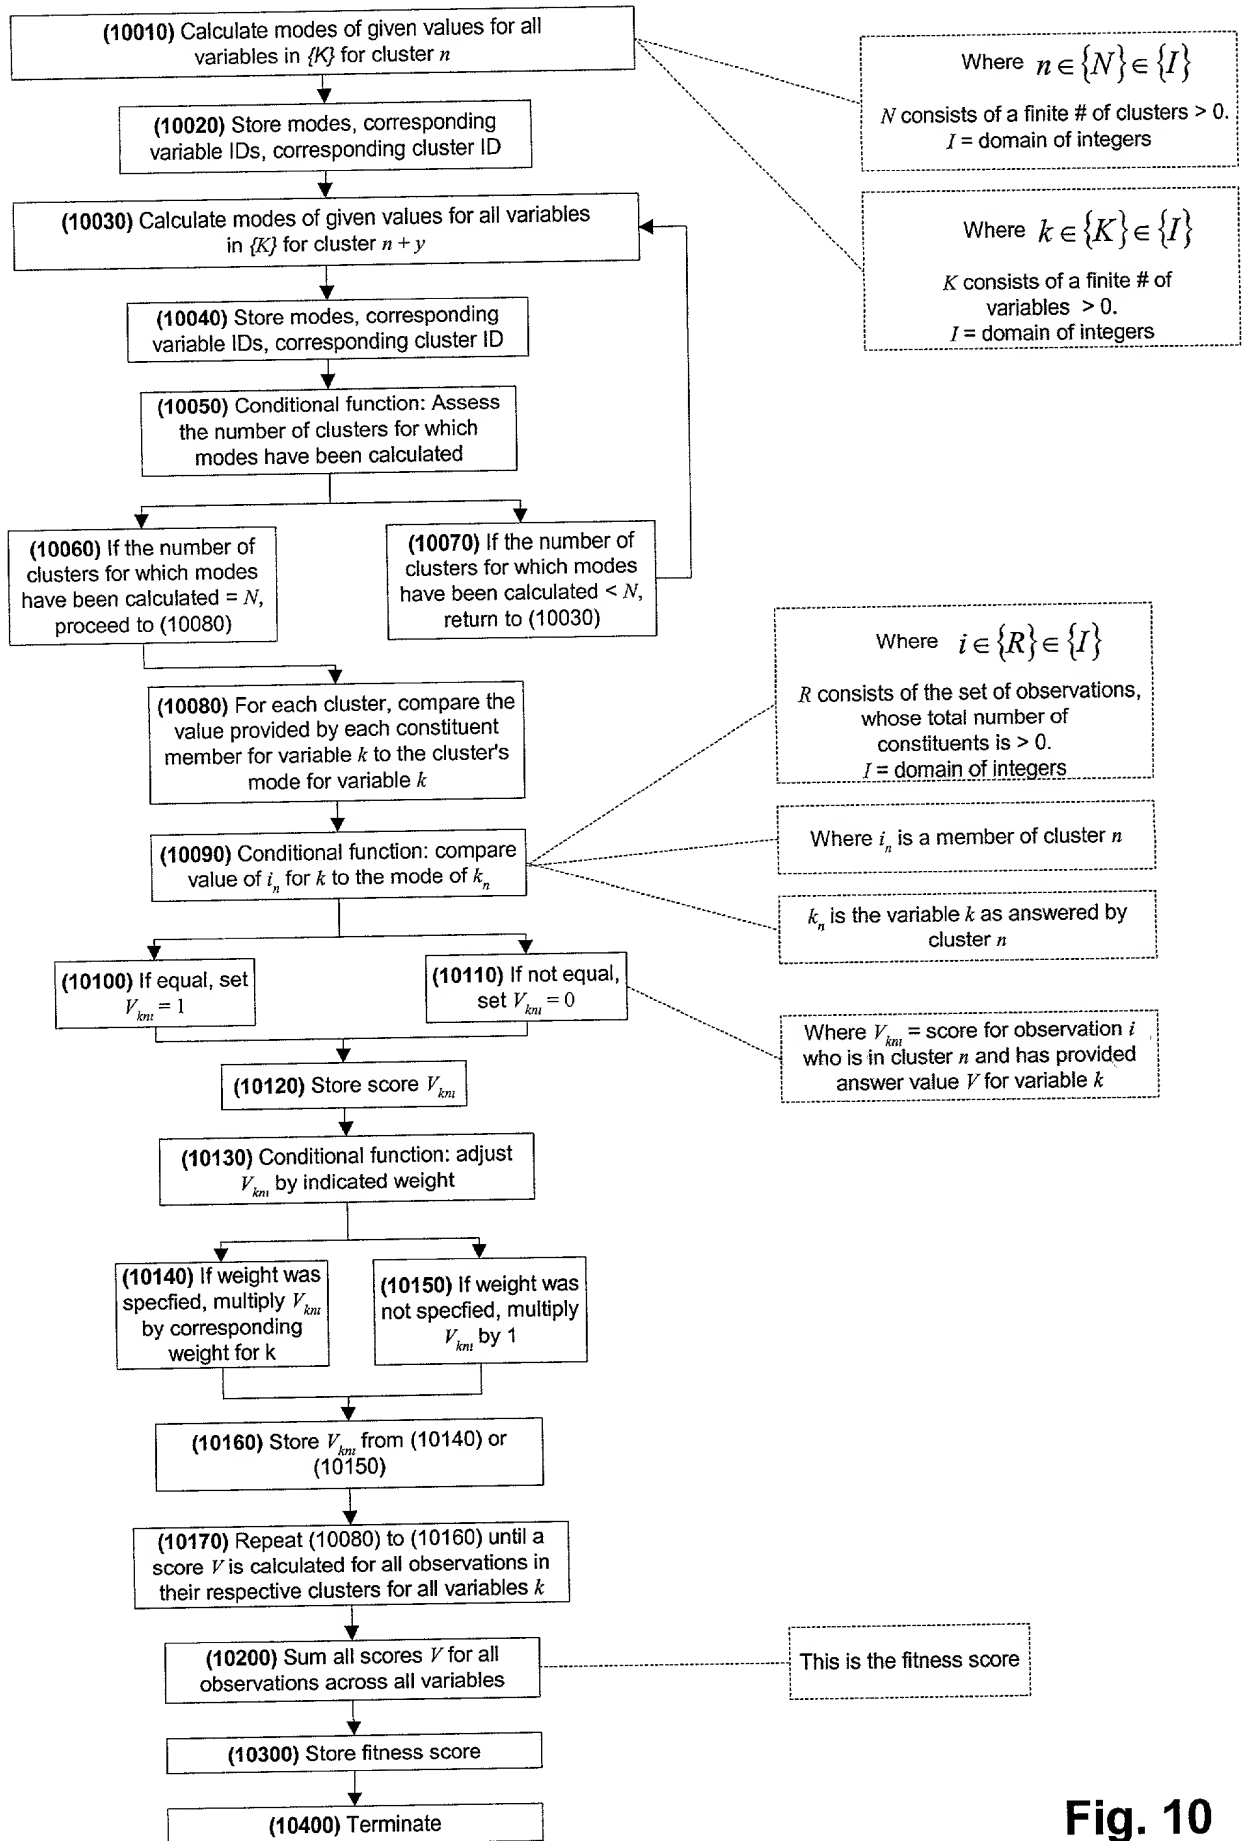 (10010) Calculate modes of given values for all
variables in {K} for cluster n
Where n ∈ {N} ∈ {I}
N consists of a finite # of clusters > 0.
I = domain of integers
(10020) Store modes, corresponding
variable IDs, corresponding cluster ID
Where k ∈ {K} ∈ {I}
K consists of a finite # of
variables > 0.
I = domain of integers
(10030) Calculate modes of given values for all variables
in {K} for cluster n + y
(10040) Store modes, corresponding
variable IDs, corresponding cluster ID
(10050) Conditional function: Assess
the number of clusters for which
modes have been calculated
(10060) If the number of
clusters for which modes
have been calculated = N,
proceed to (10080)
(10070) If the number of
clusters for which modes
have been calculated < N,
return to (10030)
Where i ∈ {R} ∈ {I}
R consists of the set of observations,
whose total number of
constituents is > 0.
I = domain of integers
(10080) For each cluster, compare the
value provided by each constituent
member for variable k to the cluster's
mode for variable k
Where i_n is a member of cluster n
(10090) Conditional function: compare
value of i_n for k to the mode of k_n
k_n is the variable k as answered by
cluster n
(10100) If equal, set
V_kni = 1
(10110) If not equal,
set V_kni = 0
Where V_kni = score for observation i
who is in cluster n and has provided
answer value V for variable k
(10120) Store score V_kni
(10130) Conditional function: adjust
V_kni by indicated weight
(10140) If weight was
specfied, multiply V_kni
by corresponding
weight for k
(10150) If weight was
not specfied, multiply
V_kni by 1
(10160) Store V_kni from (10140) or
(10150)
(10170) Repeat (10080) to (10160) until a
score V is calculated for all observations in
their respective clusters for all variables k
(10200) Sum all scores V for all
observations across all variables
This is the fitness score
(10300) Store fitness score
(10400) Terminate
Fig. 10